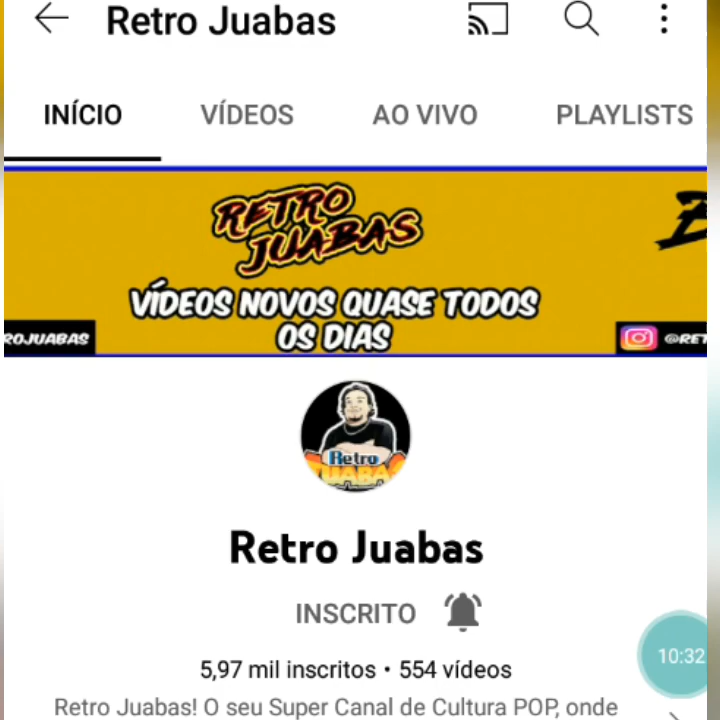 Retro Juabas
INÍCIO VÍDEOS AO VIVO PLAYLISTS
RETRO
JUABAS
VÍDEOS NOVOS QUASE TODOS
OS DIAS
ROJUABAS @RET
Retro
JUABAS
Retro Juabas
INSCRITO
5,97 mil inscritos • 554 vídeos
10:32
Retro Juabas! O seu Super Canal de Cultura POP, onde